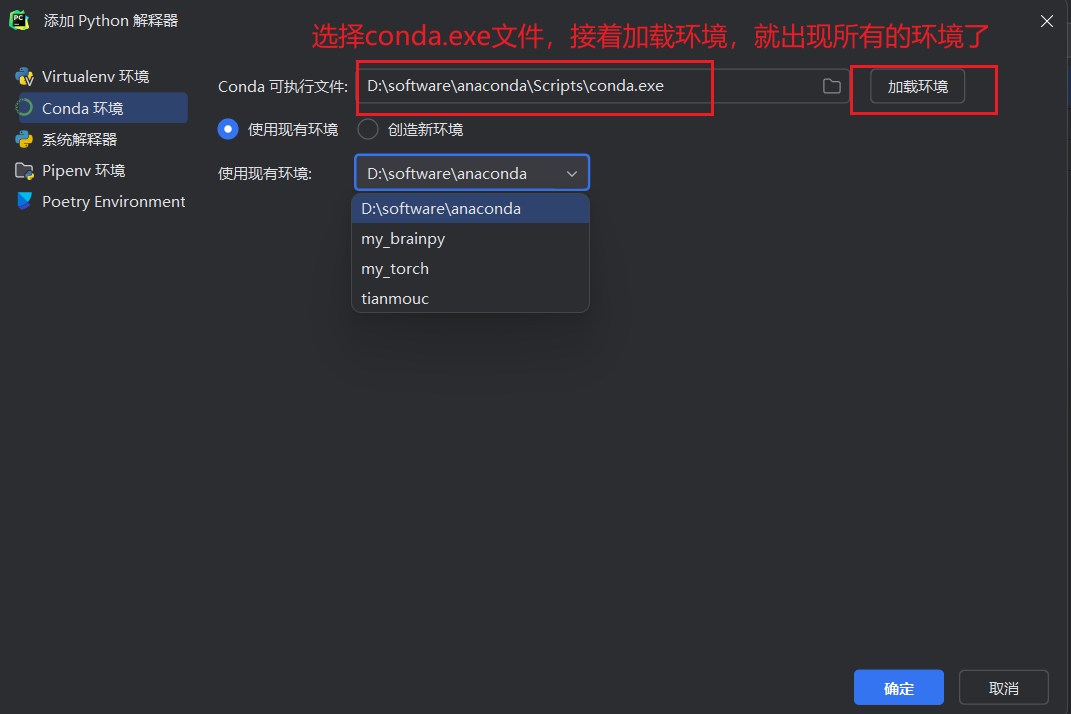 添加 Python 解释器
选择conda.exe文件，接着加载环境，就出现所有的环境了
Virtualenv 环境
Conda 环境
系统解释器
Pipenv 环境
Poetry Environment
Conda 可执行文件: D:\software\anaconda\Scripts\conda.exe 加载环境
使用现有环境 创造新环境
使用现有环境: D:\software\anaconda
D:\software\anaconda
my_brainpy
my_torch
tianmouc
确定 取消